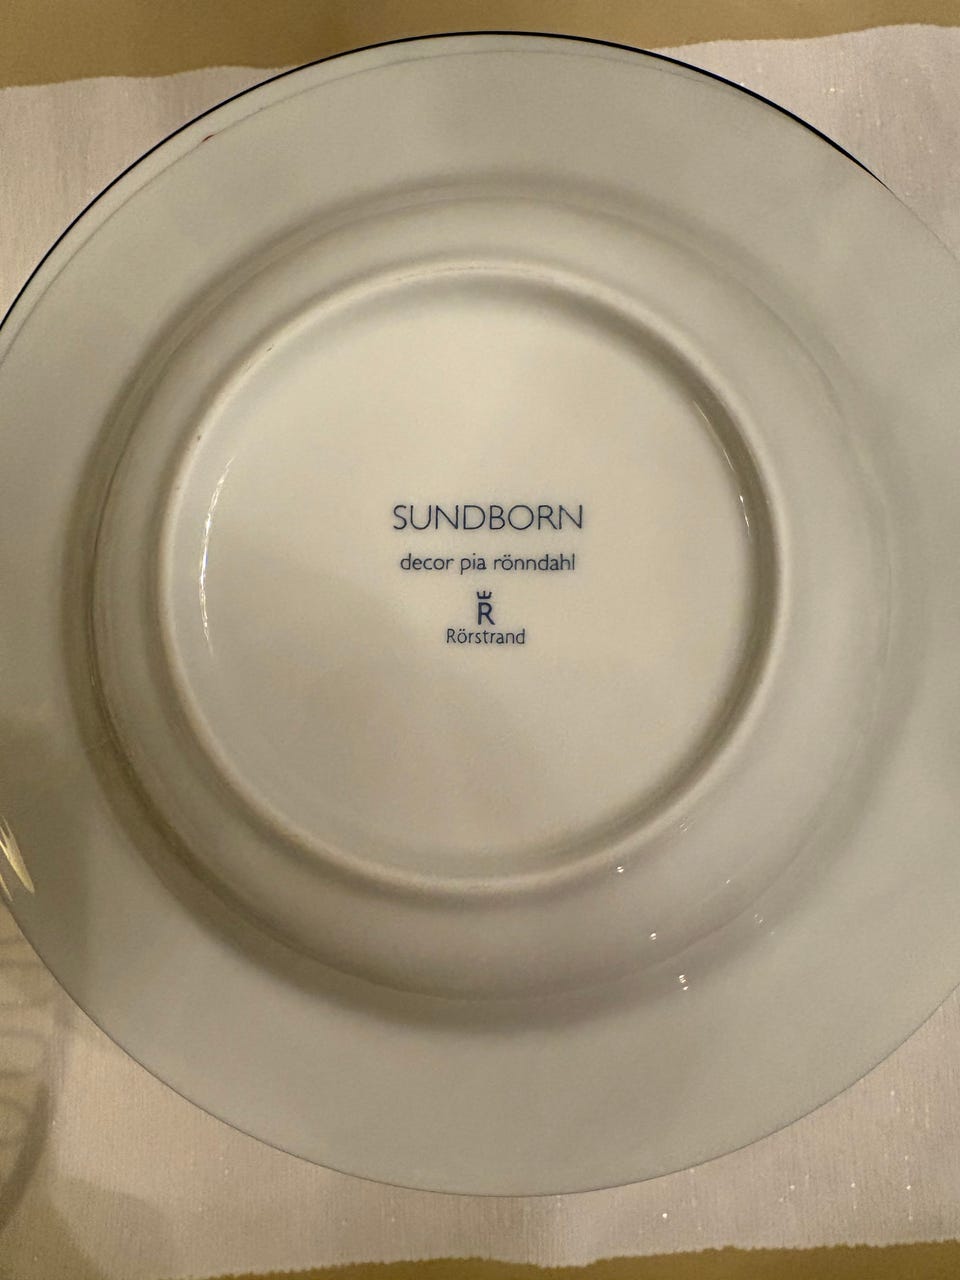 SUNDBORN
decor pia rönndahl
R
Rörstrand